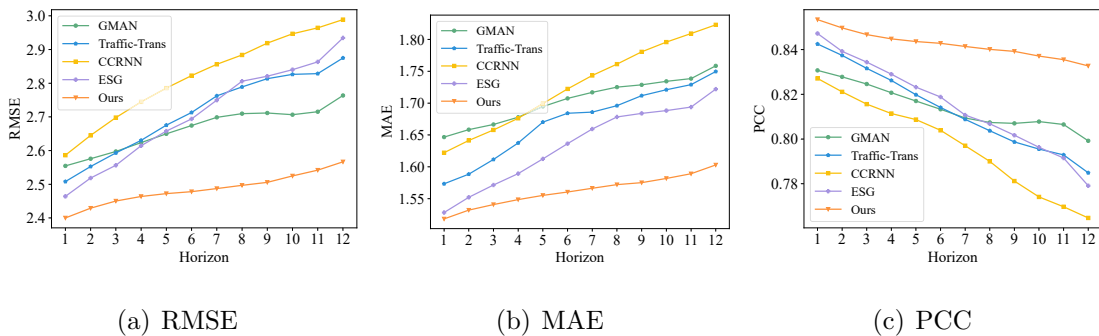 GMAN
Traffic-Trans
CCRNN
ESG
Ours
RMSE
3.0
2.9
2.8
2.7
2.6
2.5
2.4
1 2 3 4 5 6 7 8 9 10 11 12
Horizon
(a) RMSE
GMAN
Traffic-Trans
CCRNN
ESG
Ours
MAE
1.80
1.75
1.70
1.65
1.60
1.55
1 2 3 4 5 6 7 8 9 10 11 12
Horizon
(b) MAE
PCC
0.84
0.82
0.80
0.78
GMAN
Traffic-Trans
CCRNN
ESG
Ours
1 2 3 4 5 6 7 8 9 10 11 12
Horizon
(c) PCC